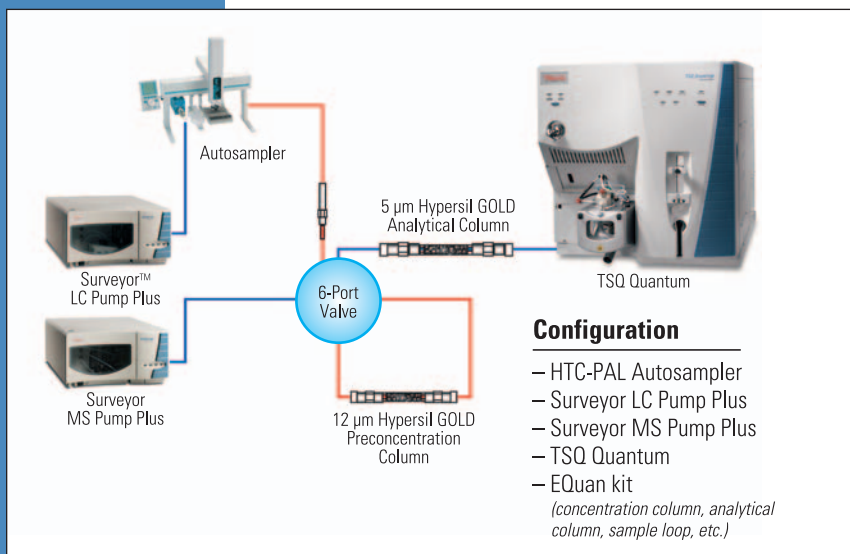 Autosampler
Surveyor™
LC Pump Plus
Surveyor
MS Pump Plus
6-Port
Valve
5 µm Hypersil GOLD
Analytical Column
12 µm Hypersil GOLD
Preconcentration
Column
TSQ Quantum
Configuration
– HTC-PAL Autosampler
– Surveyor LC Pump Plus
– Surveyor MS Pump Plus
– TSQ Quantum
– EQuan kit
(concentration column, analytical
column, sample loop, etc.)